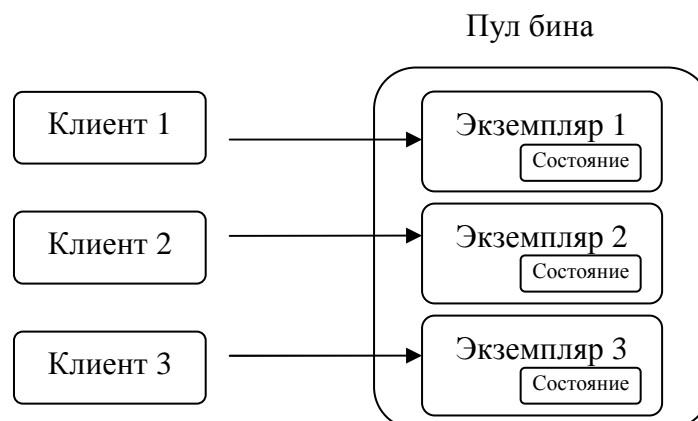 Пул бина
Клиент 1
Экземпляр 1
Состояние
Клиент 2
Экземпляр 2
Состояние
Клиент 3
Экземпляр 3
Состояние